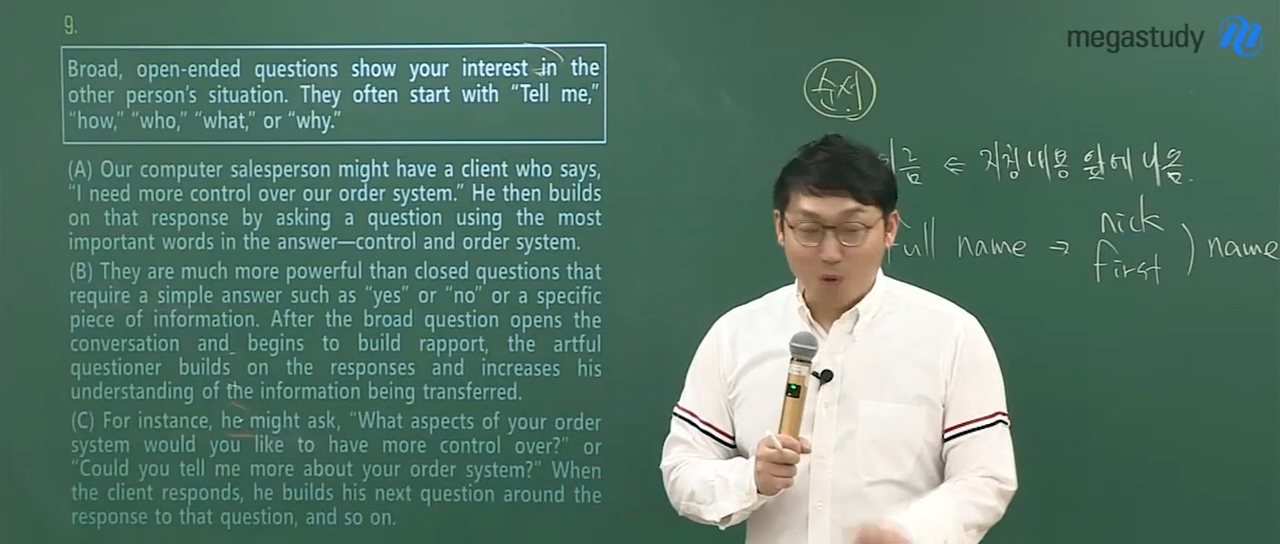 9.
Broad, open-ended questions show your interest in the
other person's situation. They often start with “Tell me,”
“how,” “who,” “what,” or “why.”
(A) Our computer salesperson might have a client who says,
“I need more control over our order system.” He then builds
on that response by asking a question using the most
important words in the answer—control and order system.
(B) They are much more powerful than closed questions that
require a simple answer such as “yes” or “no” or a specific
piece of information. After the broad question opens the
conversation and begins to build rapport, the artful
questioner builds on the responses and increases his
understanding of the information being transferred.
(C) For instance, he might ask, “What aspects of your order
system would you like to have more control over?” or
“Could you tell me more about your order system?” When
the client responds, he builds his next question around the
response to that question, and so on.
megastudy
순서
⇐ 지칭내용 앞에 나옴.
full name → nick
first ) name